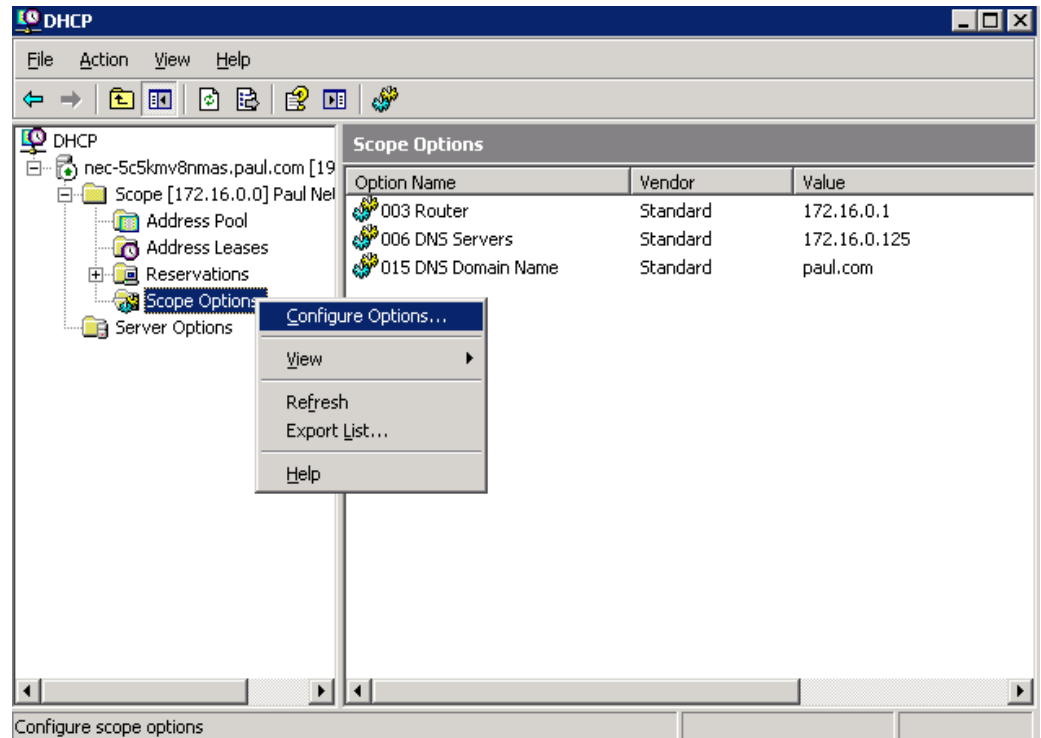 DHCP
File Action View Help
DHCP
nec-5c5kmv8nmas.paul.com [19
Scope [172.16.0.0] Paul Net
Address Pool
Address Leases
Reservations
Scope Options
Server Options
Scope Options
Option Name Vendor Value
003 Router Standard 172.16.0.1
006 DNS Servers Standard 172.16.0.125
015 DNS Domain Name Standard paul.com
Configure Options...
View
Refresh
Export List...
Help
Configure scope options